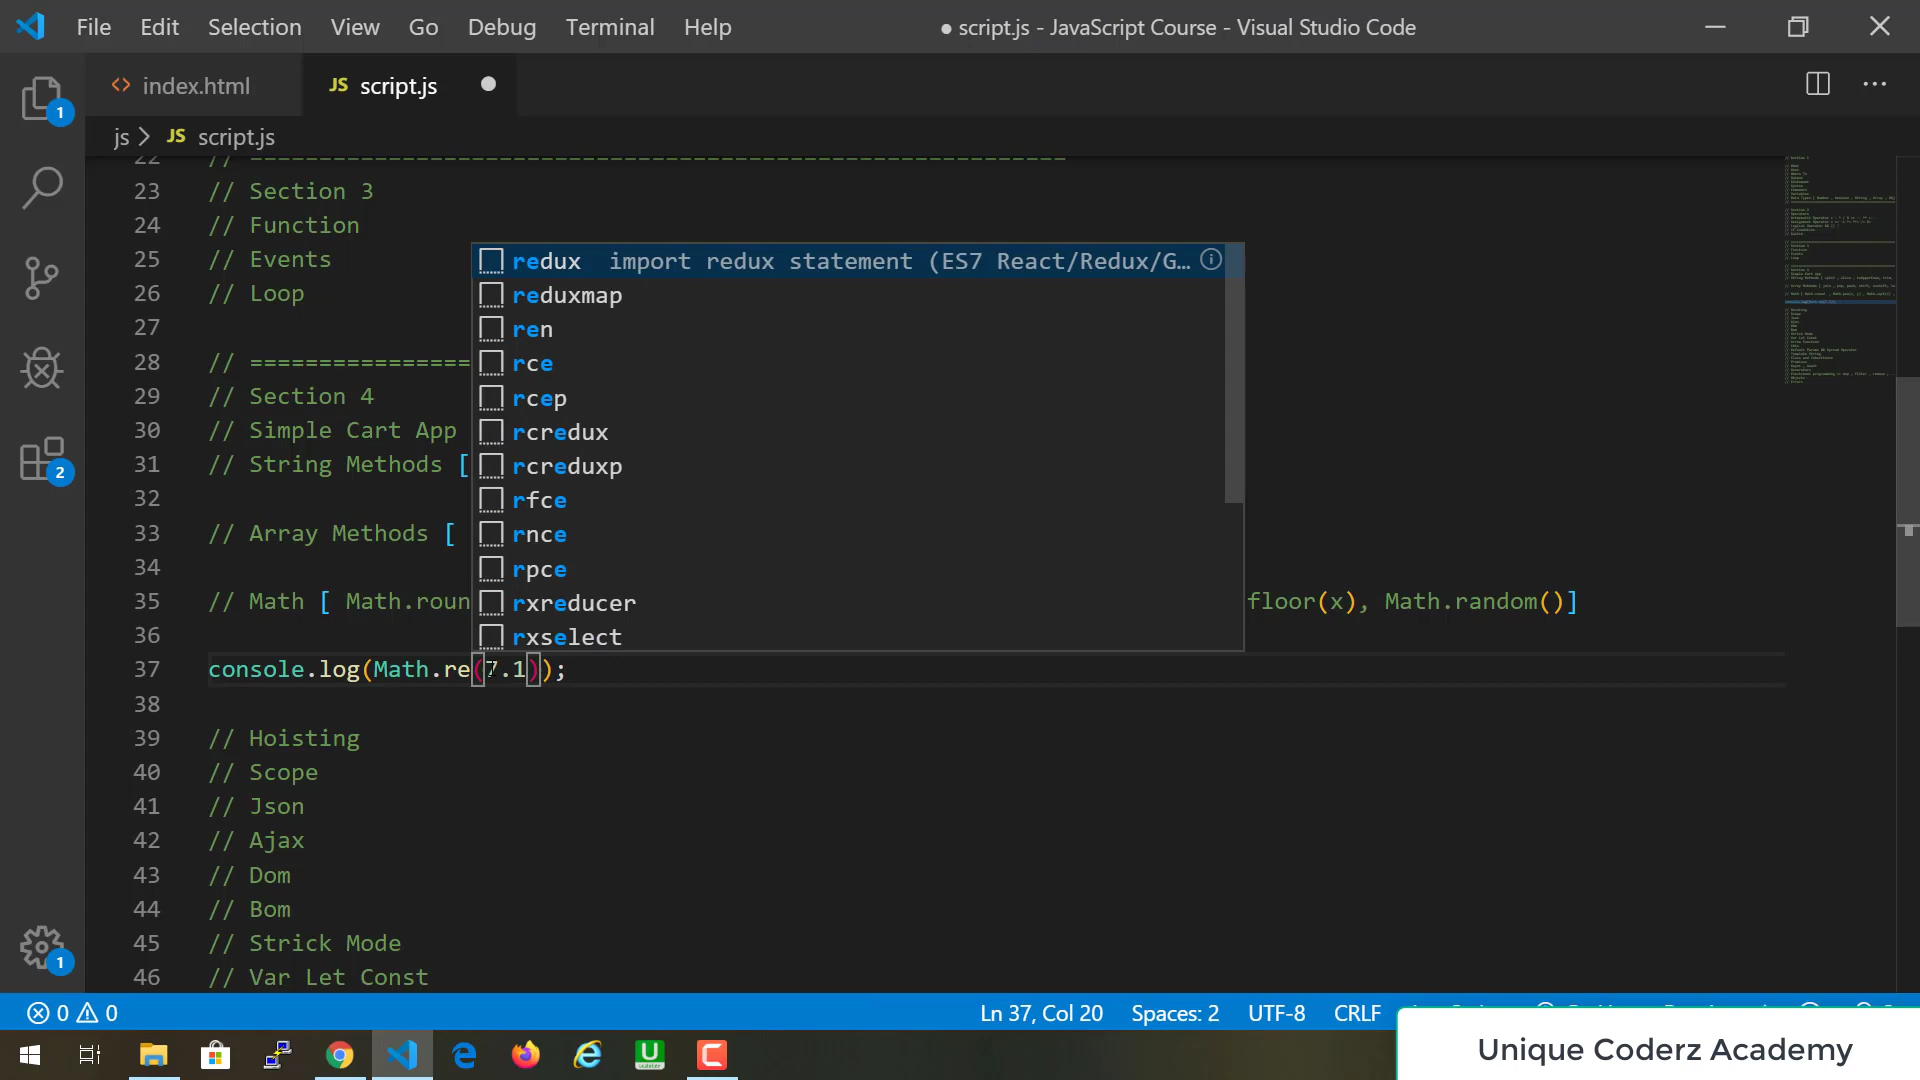 File Edit Selection View Go Debug Terminal Help
● script.js - JavaScript Course - Visual Studio Code
index.html
JS script.js
js > JS script.js
22 // ===========================================================
23 // Section 3
24 // Function
25 // Events
26 // Loop
27
28 // ================
29 // Section 4
30 // Simple Cart App
31 // String Methods [
32
33 // Array Methods [
34
35 // Math [ Math.roun floor(x), Math.random()]
36
37 console.log(Math.re(7.1));
38
39 // Hoisting
40 // Scope
41 // Json
42 // Ajax
43 // Dom
44 // Bom
45 // Strick Mode
46 // Var Let Const
redux import redux statement (ES7 React/Redux/G...
reduxmap
ren
rce
rcep
rcredux
rcreduxp
rfce
rnce
rpce
rxreducer
rxselect
1
2
1
0 0
Ln 37, Col 20 Spaces: 2 UTF-8 CRLF
Unique Coderz Academy